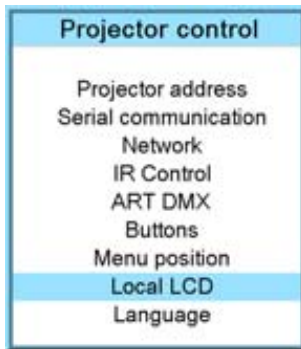 Projector control
Projector address
Serial communication
Network
IR Control
ART DMX
Buttons
Menu position
Local LCD
Language